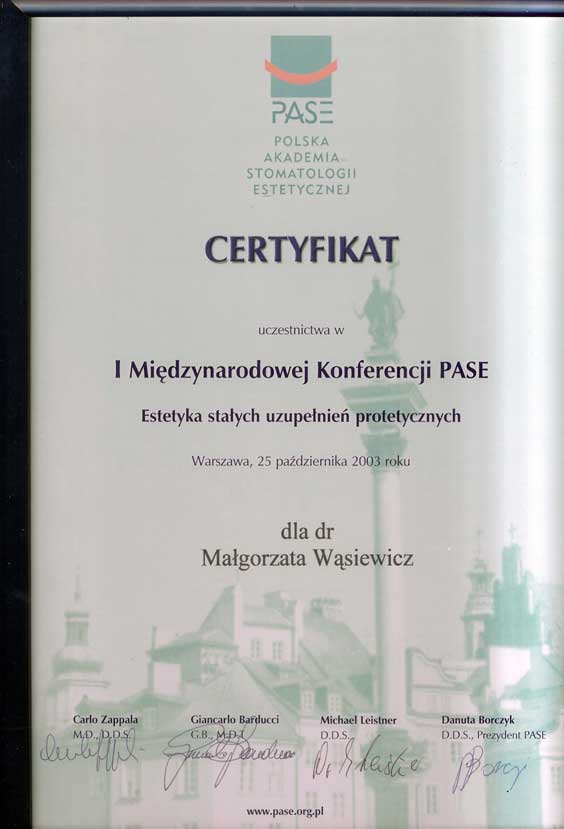 PASE
POLSKA
AKADEMIA
STOMATOLOGII
ESTETYCZNEJ
CERTYFIKAT
uczestnictwa w
I Międzynarodowej Konferencji PASE
Estetyka stałych uzupełnień protetycznych
Warszawa, 25 października 2003 roku
dla dr
Małgorzata Wąsiewicz
Carlo Zappala
M.D., D.D.S.
Giancarlo Barducci
G.B., M.D.T.
Michael Leistner
D.D.S.
Danuta Borczyk
D.D.S., Prezydent PASE
www.pase.org.pl